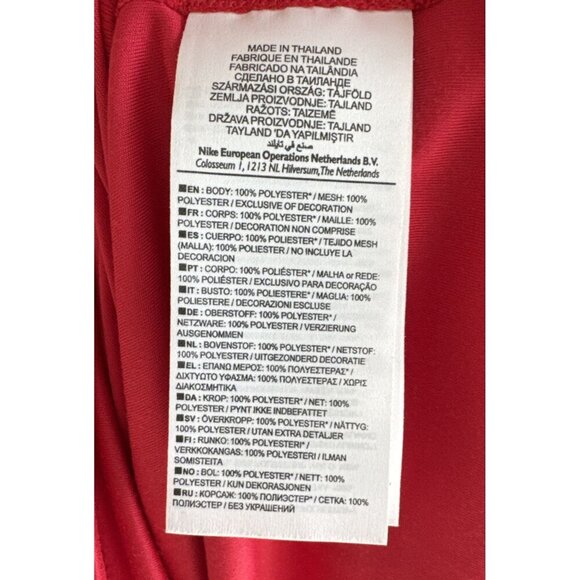 MADE IN THAILAND
FABRIQUE EN THAILANDE
FABRICADO NA TAILÂNDIA
СДЕЛАНО В ТАИЛАНДЕ
SZÁRMAZÁSI ORSZÁG: TÁJFÖLD
ZEMLJA PROIZVODNJE: TAJLAND
RAŽOTS: TAIZEMĒ
DRŽAVA PROIZVODNJE: TAJLAND
TAYLAND 'DA YAPILMIŞTIR
صنع في تايلند
Nike European Operations Netherlands B.V.
Colosseum 1, 1213 NL Hilversum, The Netherlands
■EN : BODY: 100% POLYESTER* / MESH: 100%
POLYESTER / EXCLUSIVE OF DECORATION
■FR : CORPS: 100% POLYESTER* / MAILLE: 100%
POLYESTER / DECORATION NON COMPRISE
■ES : CUERPO: 100% POLIESTER* / TEJIDO MESH
(MALLA): 100% POLIESTER / NO INCLUYE LA
DECORACION
■PT : CORPO: 100% POLIÉSTER* / MALHA or REDE:
100% POLIÉSTER / EXCLUSIVO PARA DECORAÇÃO
■IT : BUSTO: 100% POLIESTERE* / MAGLIA: 100%
POLIESTERE / DECORAZIONI ESCLUSE
■DE : OBERSTOFF: 100% POLYESTER* /
NETZWARE: 100% POLYESTER / VERZIERUNG
AUSGENOMMEN
■NL : BOVENSTOF: 100% POLYESTER* / NETSTOF:
100% POLYESTER / UITGEZONDERD DECORATIE
■EL : ΕΠΑΝΩ ΜΕΡΟΣ: 100% ΠΟΛΥΕΣΤΕΡΑΣ* /
ΔΙΧΤΥΩΤΟ ΥΦΑΣΜΑ: 100% ΠΟΛΥΕΣΤΕΡΑΣ / ΧΩΡΙΣ
ΔΙΑΚΟΣΜΗΤΙΚΑ
■DA : KROP: 100% POLYESTER* / NET: 100%
POLYESTER / PYNT IKKE INDBEFATTET
■SV : ÖVERKROPP: 100% POLYESTER* / NÄTTYG:
100% POLYESTER / UTAN EXTRA DETALJER
■FI : RUNKO: 100% POLYESTERI* /
VERKKOKANGAS: 100% POLYESTERI / ILMAN
SOMISTEITA
■NO : BOL: 100% POLYESTER* / NETT: 100%
POLYESTER / KUN DEKORASJONEN
■RU : КОРСАЖ: 100% ПОЛИЭСТЕР* / СЕТКА: 100%
ПОЛИЭСТЕР / БЕЗ УКРАШЕНИЙ